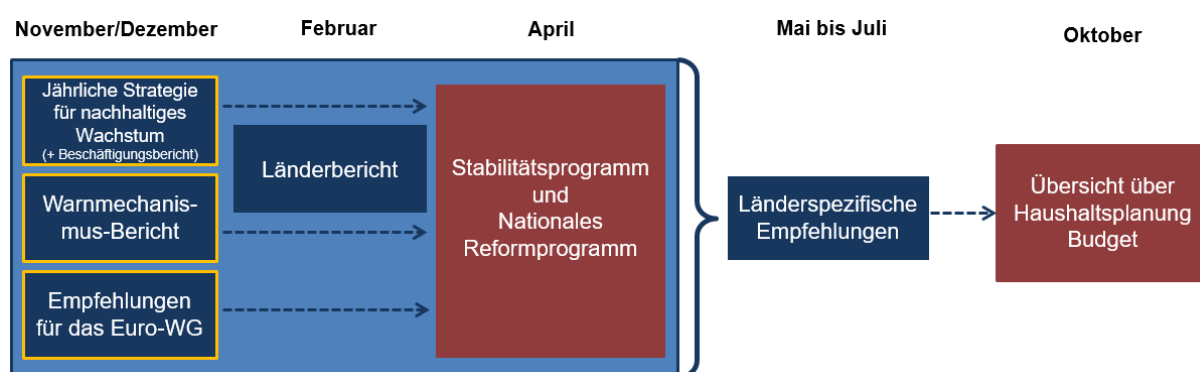 November/Dezember
Februar
April
Mai bis Juli
Oktober
Jährliche Strategie
für nachhaltiges
Wachstum
(+ Beschäftigungsbericht)
Warnmechanis-
mus-Bericht
Empfehlungen
für das Euro-WG
Länderbericht
Stabilitätsprogramm
und
Nationales
Reformprogramm
Länderspezifische
Empfehlungen
Übersicht über
Haushaltsplanung
Budget